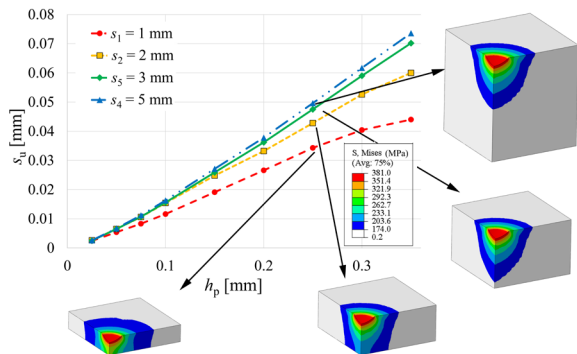 0.08
0.07
0.06
0.05
0.04
0.03
0.02
0.01
0
s_u [mm]
s_1 = 1 mm
s_2 = 2 mm
s_5 = 3 mm
s_4 = 5 mm
S, Mises (MPa)
(Avg: 75%)
381.0
351.4
321.9
292.3
262.7
233.1
203.6
174.0
0.2
0
0.1
0.2
0.3
h_p [mm]